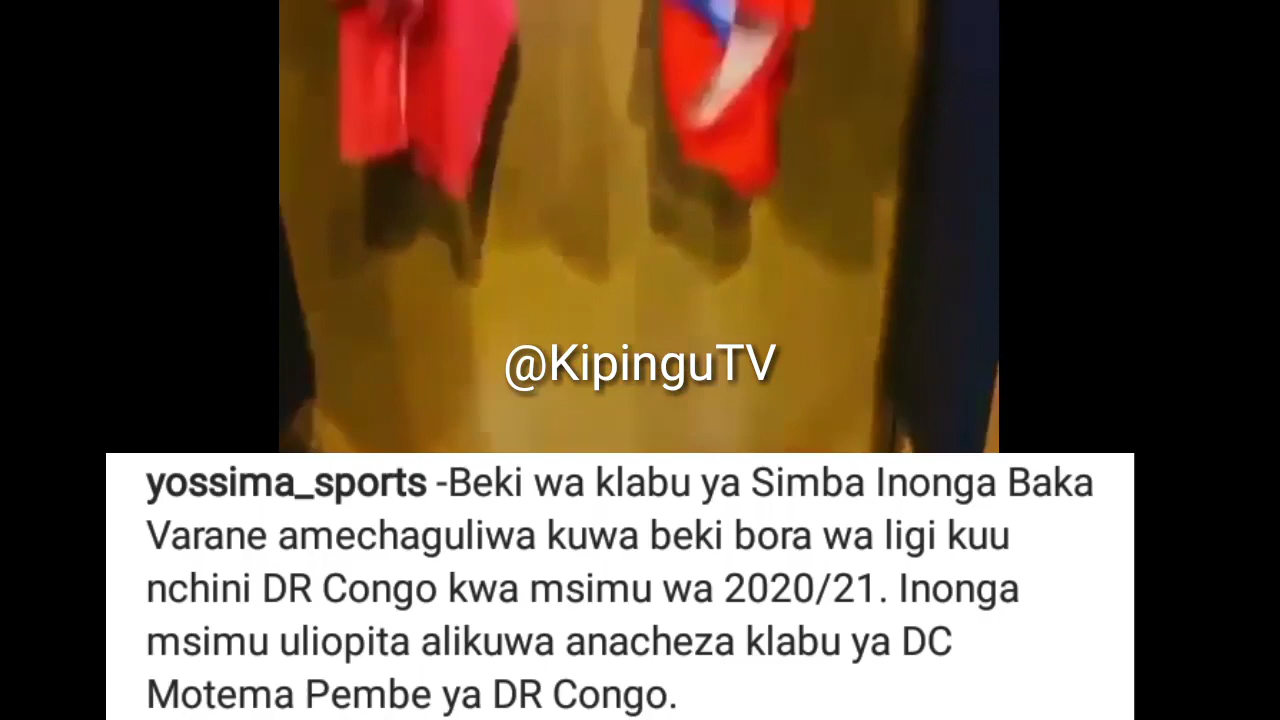 @KipinguTV
yossima_sports -Beki wa klabu ya Simba Inonga Baka
Varane amechaguliwa kuwa beki bora wa ligi kuu
nchini DR Congo kwa msimu wa 2020/21. Inonga
msimu uliopita alikuwa anacheza klabu ya DC
Motema Pembe ya DR Congo.